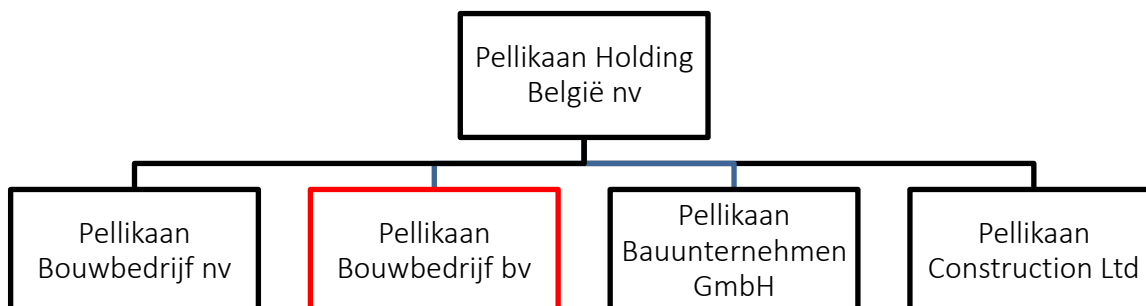 Pellikaan Holding
België nv
Pellikaan
Bouwbedrijf nv
Pellikaan
Bouwbedrijf bv
Pellikaan
Bauunternehmen
GmbH
Pellikaan
Construction Ltd